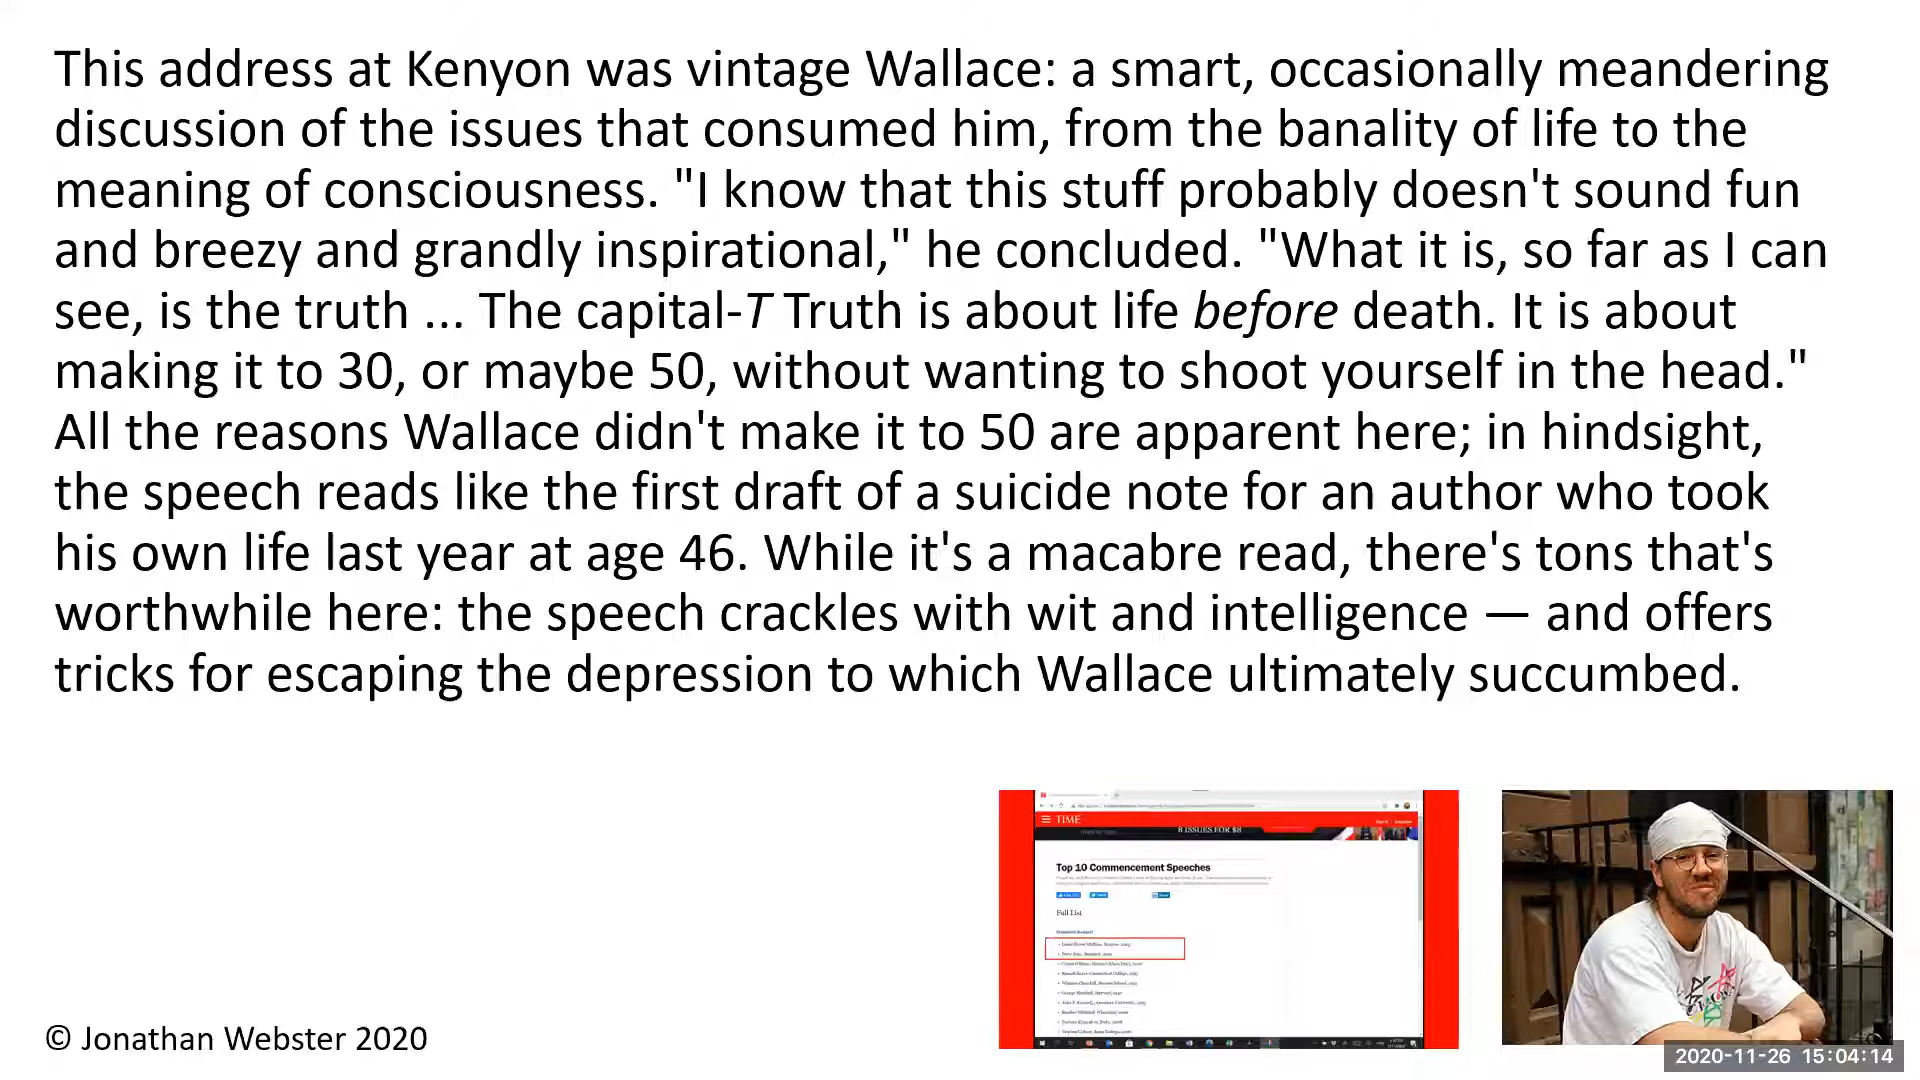 This address at Kenyon was vintage Wallace: a smart, occasionally meandering
discussion of the issues that consumed him, from the banality of life to the
meaning of consciousness. "I know that this stuff probably doesn't sound fun
and breezy and grandly inspirational," he concluded. "What it is, so far as I can
see, is the truth ... The capital-T Truth is about life before death. It is about
making it to 30, or maybe 50, without wanting to shoot yourself in the head."
All the reasons Wallace didn't make it to 50 are apparent here; in hindsight,
the speech reads like the first draft of a suicide note for an author who took
his own life last year at age 46. While it's a macabre read, there's tons that's
worthwhile here: the speech crackles with wit and intelligence — and offers
tricks for escaping the depression to which Wallace ultimately succumbed.
TIME
8 ISSUES FOR $8
Top 10 Commencement Speeches
Full List
© Jonathan Webster 2020
2020-11-26 15:04:14